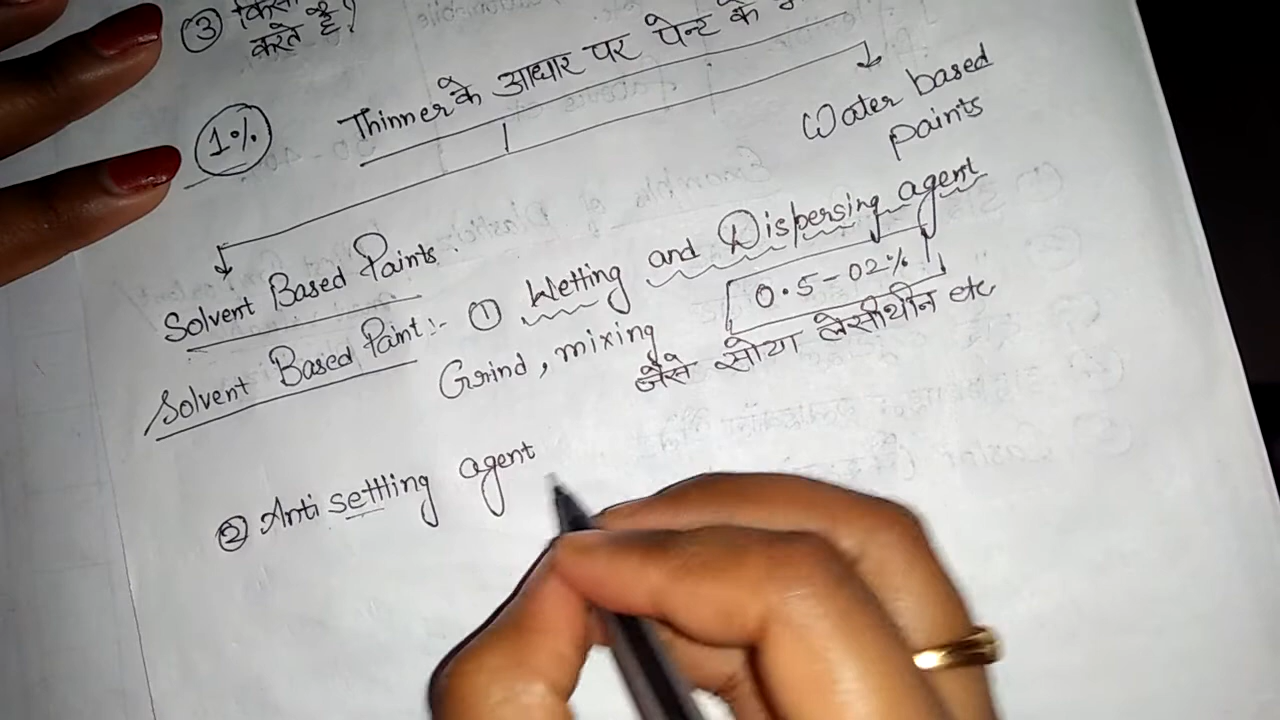 ③ किस
करते है?
1% Thinner के आधार पर पेन्ट के
Water based
paints
Solvent Based Paints.
Solvent Based Paint:- ① Wetting and Dispersing agent
0.5-02%
Grind, mixing
जैसे सोया लेसीथीन etc
② Anti settling agent